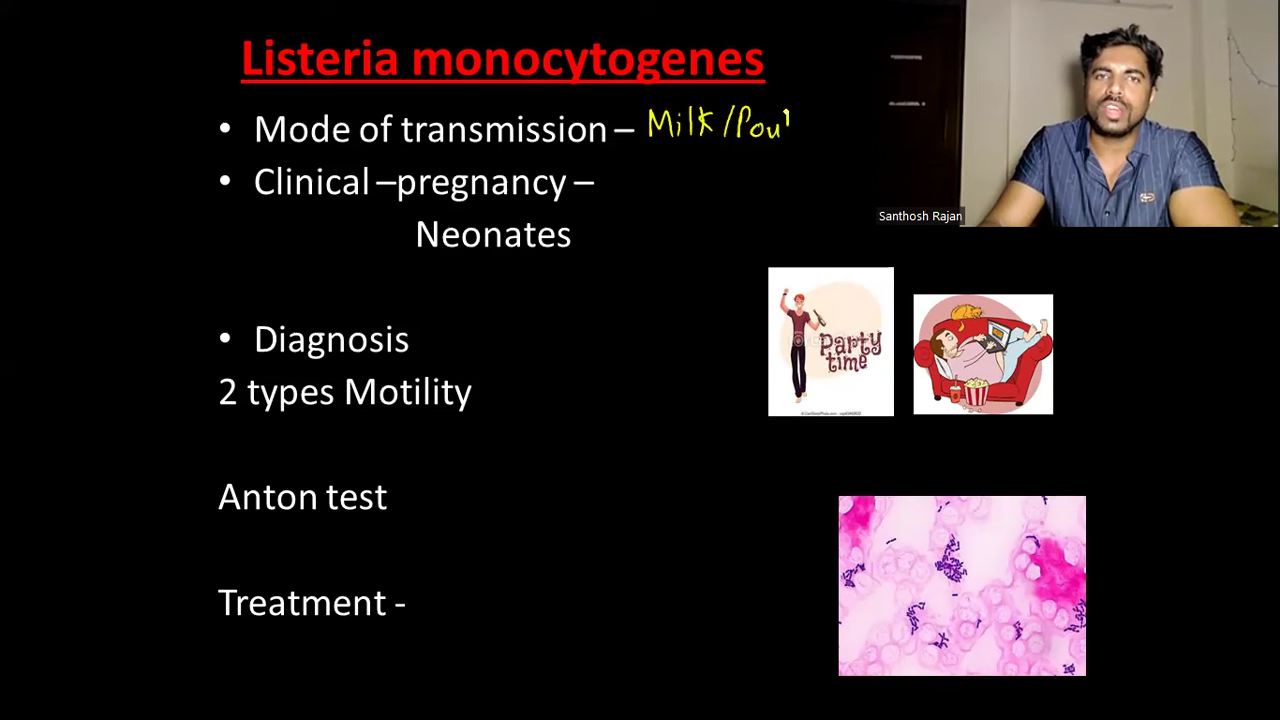 Listeria monocytogenes
• Mode of transmission – Milk /Poul
• Clinical –pregnancy –
Neonates
• Diagnosis
2 types Motility
Anton test
Treatment -
Santhosh Rajan
Party
time